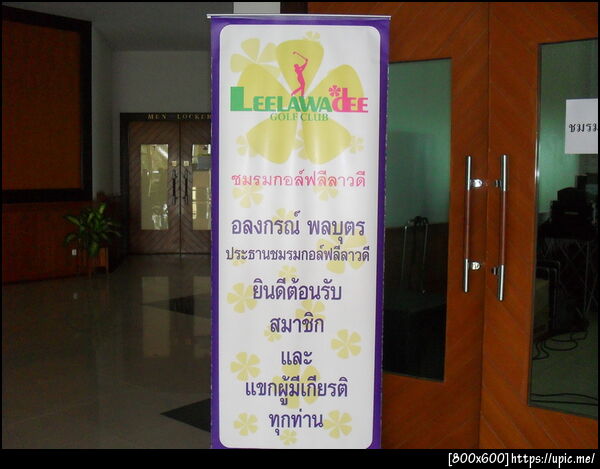 MEN LOCKER
LEELAWADEE
GOLF CLUB
ชมรมกอล์ฟลีลาวดี
อลงกรณ์ พลบุตร
ประธานชมรมกอล์ฟลีลาวดี
ยินดีต้อนรับ
สมาชิก
และ
แขกผู้มีเกียรติ
ทุกท่าน
ชมรม
[800x600]https://upic.me/